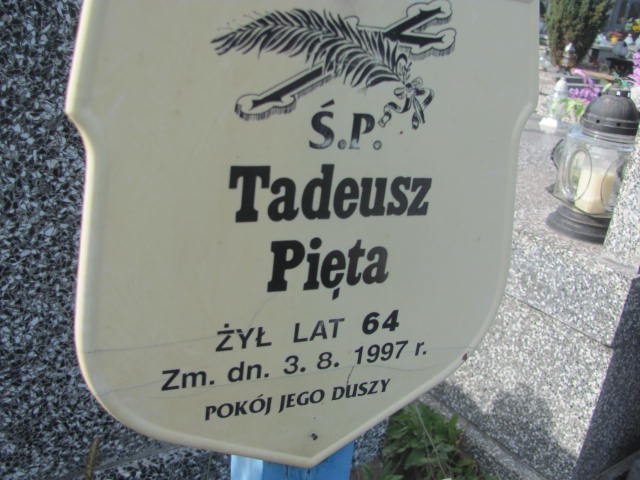 Ś.P.
Tadeusz
Pięta
ŻYŁ LAT 64
Zm. dn. 3. 8. 1997 r.
POKÓJ JEGO DUSZY